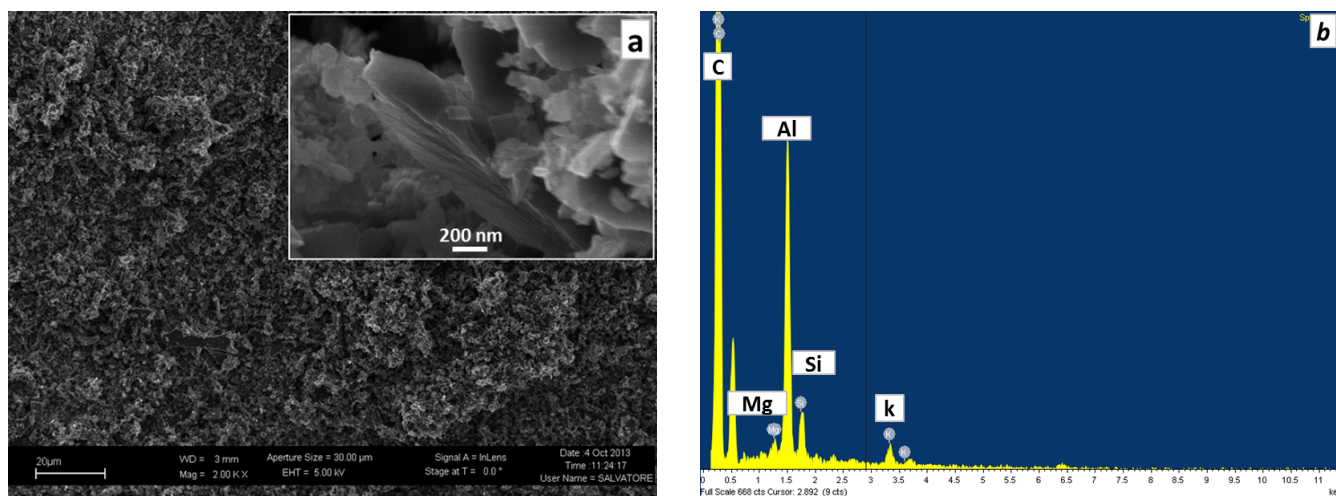 a
200 nm
20µm
WD = 3 mm
Mag = 2.00 K X
Aperture Size = 30.00 µm
EHT = 5.00 kV
Signal A = InLens
Stage at T = 0.0 °
Date :4 Oct 2013
Time :11:24:17
User Name = SALVATORE
b
K
C
C
Al
Si
Mg
k
Si
Mg
K
K
0 0.5 1 1.5 2 2.5 3 3.5 4 4.5 5 5.5 6 6.5 7 7.5 8 8.5 9 9.5 10 10.5 11
Full Scale 668 cts Cursor: 2.892 (9 cts)